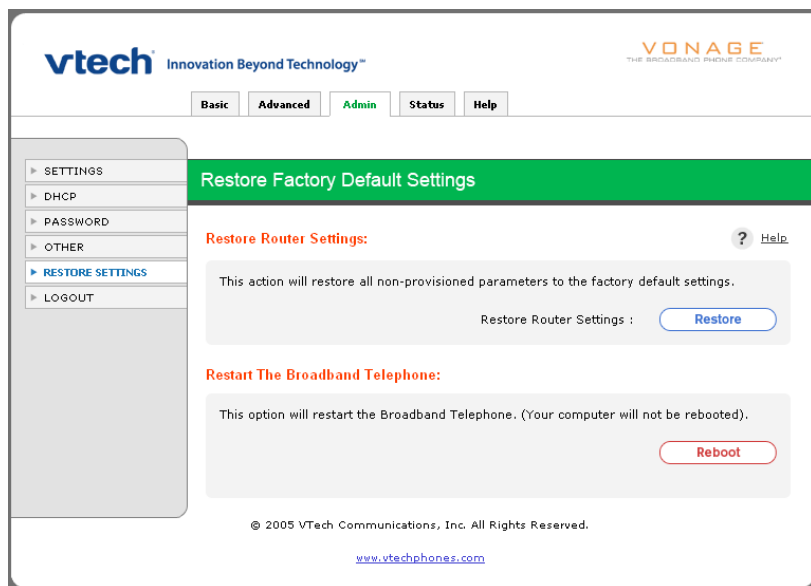 vtech Innovation Beyond Technology℠
VONAGE
THE BROADBAND PHONE COMPANY®
Basic Advanced Admin Status Help
SETTINGS
DHCP
PASSWORD
OTHER
RESTORE SETTINGS
LOGOUT
Restore Factory Default Settings
Restore Router Settings:
? Help
This action will restore all non-provisioned parameters to the factory default settings.
Restore Router Settings : Restore
Restart The Broadband Telephone:
This option will restart the Broadband Telephone. (Your computer will not be rebooted).
Reboot
© 2005 VTech Communications, Inc. All Rights Reserved.
www.vtechphones.com